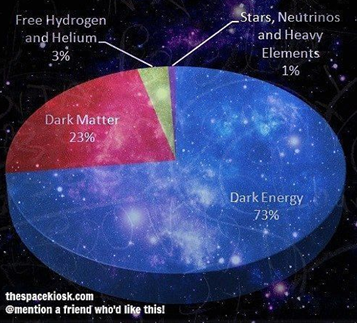 Free Hydrogen
and Helium
3%
Stars, Neutrinos
and Heavy
Elements
1%
Dark Matter
23%
Dark Energy
73%
thespacekiosk.com
@mention a friend who'd like this!